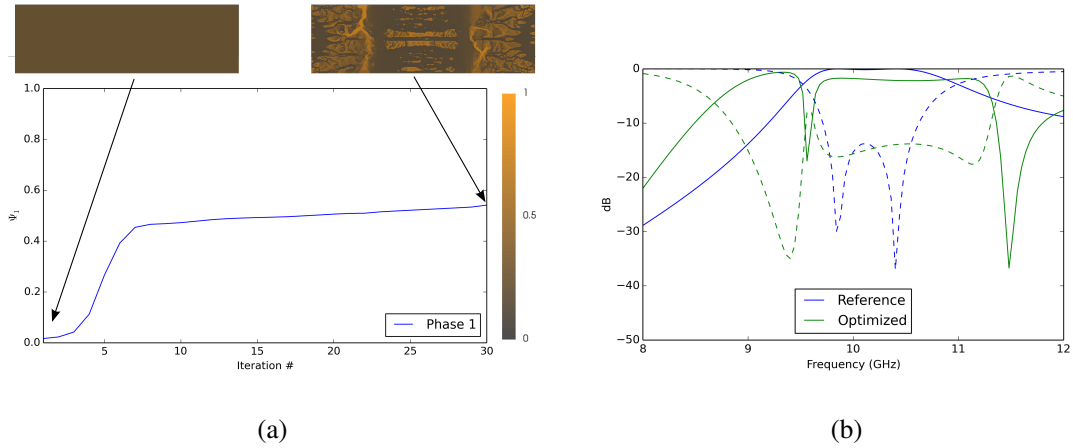 1.0
0.8
0.6
0.4
0.2
0.0
Ψ1
5
10
15
20
25
30
Iteration #
Phase 1
1
0.5
0
(a)
0
−10
−20
−30
−40
−50
dB
8
9
10
11
12
Frequency (GHz)
Reference
Optimized
(b)